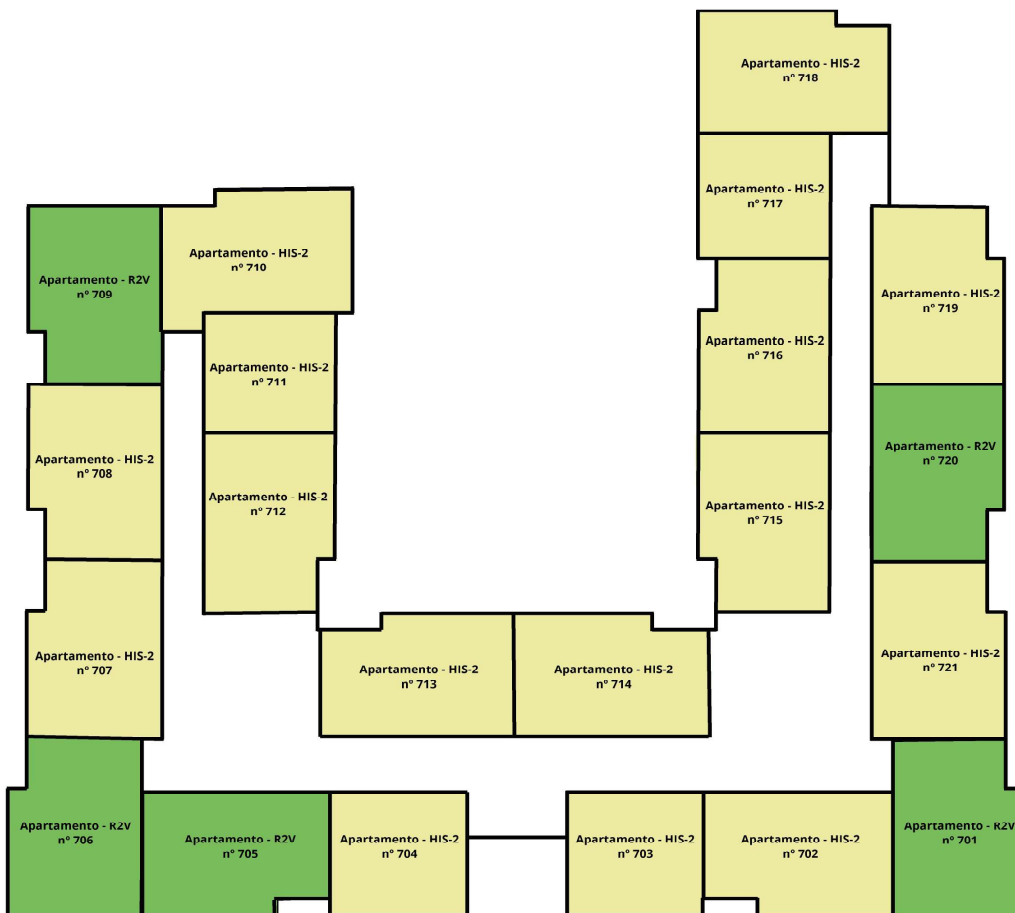 Apartamento - HIS-2
nº 718
Apartamento - HIS-2
nº 717
Apartamento - R2V
nº 709
Apartamento - HIS-2
nº 710
Apartamento - HIS-2
nº 719
Apartamento - HIS-2
nº 711
Apartamento - HIS-2
nº 716
Apartamento - HIS-2
nº 708
Apartamento - R2V
nº 720
Apartamento - HIS-2
nº 712
Apartamento - HIS-2
nº 715
Apartamento - HIS-2
nº 707
Apartamento - HIS-2
nº 713
Apartamento - HIS-2
nº 714
Apartamento - HIS-2
nº 721
Apartamento - R2V
nº 706
Apartamento - R2V
nº 705
Apartamento - HIS-2
nº 704
Apartamento - HIS-2
nº 703
Apartamento - HIS-2
nº 702
Apartamento - R2V
nº 701